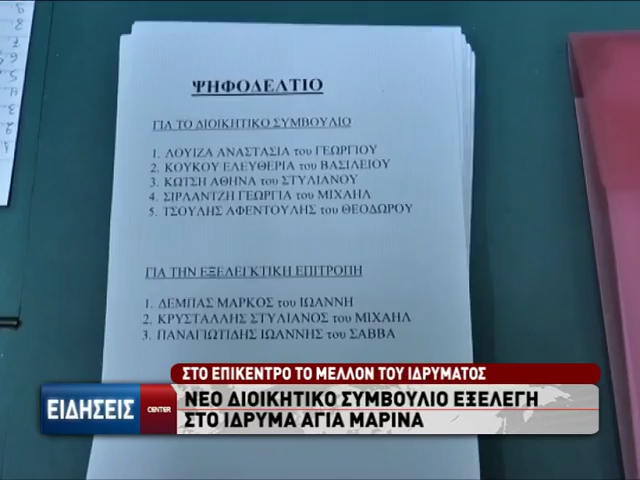 ΨΗΦΟΔΕΛΤΙΟ
ΓΙΑ ΤΟ ΔΙΟΙΚΗΤΙΚΟ ΣΥΜΒΟΥΛΙΟ
1. ΛΟΥΙΖΑ ΑΝΑΣΤΑΣΙΑ του ΓΕΩΡΓΙΟΥ
2. ΚΟΥΚΟΥ ΕΛΕΥΘΕΡΙΑ του ΒΑΣΙΛΕΙΟΥ
3. ΚΩΤΣΗ ΑΘΗΝΑ του ΣΤΥΛΙΑΝΟΥ
4. ΣΙΡΛΑΝΤΖΗ ΓΕΩΡΓΙΑ του ΜΙΧΑΗΛ
5. ΤΣΟΥΛΗΣ ΑΦΕΝΤΟΥΛΗΣ του ΘΕΟΔΩΡΟΥ
ΓΙΑ ΤΗΝ ΕΞΕΛΕΓΚΤΙΚΗ ΕΠΙΤΡΟΠΗ
1. ΔΕΜΠΑΣ ΜΑΡΚΟΣ του ΙΩΑΝΝΗ
2. ΚΡΥΣΤΑΛΛΗΣ ΣΤΥΛΙΑΝΟΣ του ΜΙΧΑΗΛ
3. ΠΑΝΑΓΙΩΤΙΔΗΣ ΙΩΑΝΝΗΣ του ΣΑΒΒΑ
ΣΤΟ ΕΠΙΚΕΝΤΡΟ ΤΟ ΜΕΛΛΟΝ ΤΟΥ ΙΔΡΥΜΑΤΟΣ
ΕΙΔΗΣΕΙΣ CENTER
ΝΕΟ ΔΙΟΙΚΗΤΙΚΟ ΣΥΜΒΟΥΛΙΟ ΕΞΕΛΕΓΗ
ΣΤΟ ΙΔΡΥΜΑ ΑΓΙΑ ΜΑΡΙΝΑ